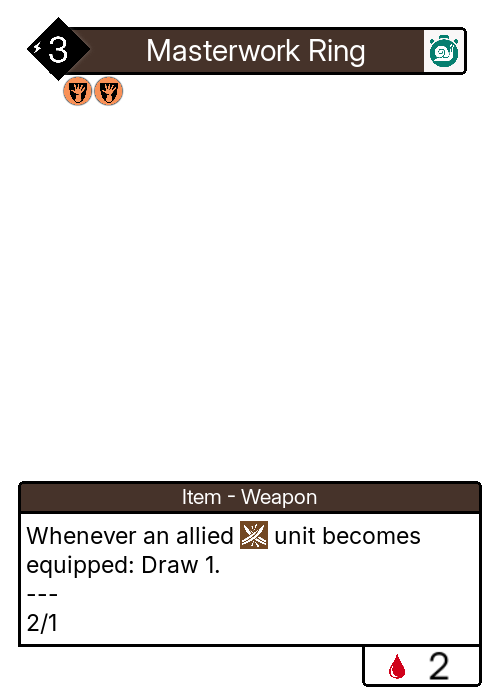 3
Masterwork Ring
Item - Weapon
Whenever an allied unit becomes
equipped: Draw 1.
---
2/1
2